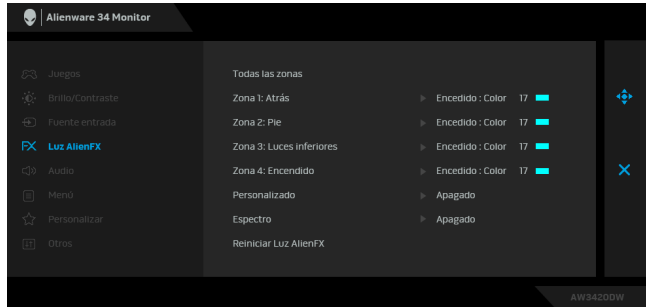 Alienware 34 Monitor
Juegos
Brillo/Contraste
Fuente entrada
FX Luz AlienFX
Audio
Menú
Personalizar
Otros
Todas las zonas
Zona 1: Atrás Encedido : Color 17
Zona 2: Pie Encedido : Color 17
Zona 3: Luces inferiores Encedido : Color 17
Zona 4: Encendido Encedido : Color 17
Personalizado Apagado
Espectro Apagado
Reiniciar Luz AlienFX
AW3420DW